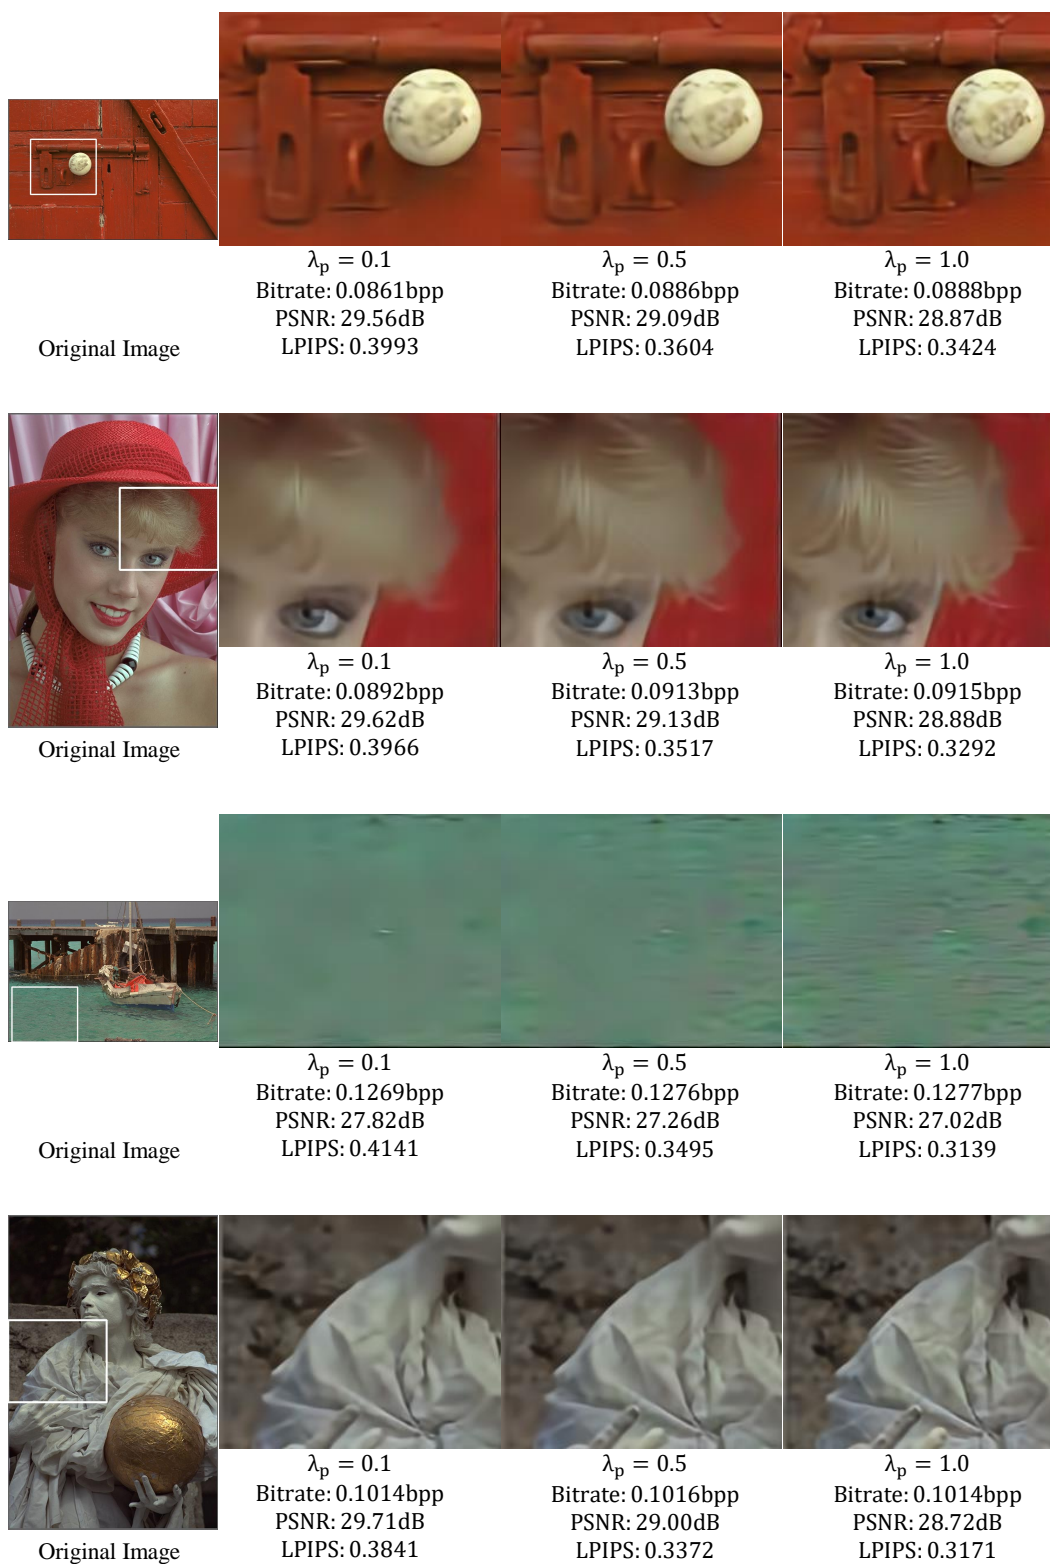 λp = 0.1
Bitrate: 0.0861bpp
PSNR: 29.56dB
LPIPS: 0.3993
λp = 0.5
Bitrate: 0.0886bpp
PSNR: 29.09dB
LPIPS: 0.3604
λp = 1.0
Bitrate: 0.0888bpp
PSNR: 28.87dB
LPIPS: 0.3424
Original Image
λp = 0.1
Bitrate: 0.0892bpp
PSNR: 29.62dB
LPIPS: 0.3966
λp = 0.5
Bitrate: 0.0913bpp
PSNR: 29.13dB
LPIPS: 0.3517
λp = 1.0
Bitrate: 0.0915bpp
PSNR: 28.88dB
LPIPS: 0.3292
Original Image
λp = 0.1
Bitrate: 0.1269bpp
PSNR: 27.82dB
LPIPS: 0.4141
λp = 0.5
Bitrate: 0.1276bpp
PSNR: 27.26dB
LPIPS: 0.3495
λp = 1.0
Bitrate: 0.1277bpp
PSNR: 27.02dB
LPIPS: 0.3139
Original Image
λp = 0.1
Bitrate: 0.1014bpp
PSNR: 29.71dB
LPIPS: 0.3841
λp = 0.5
Bitrate: 0.1016bpp
PSNR: 29.00dB
LPIPS: 0.3372
λp = 1.0
Bitrate: 0.1014bpp
PSNR: 28.72dB
LPIPS: 0.3171
Original Image